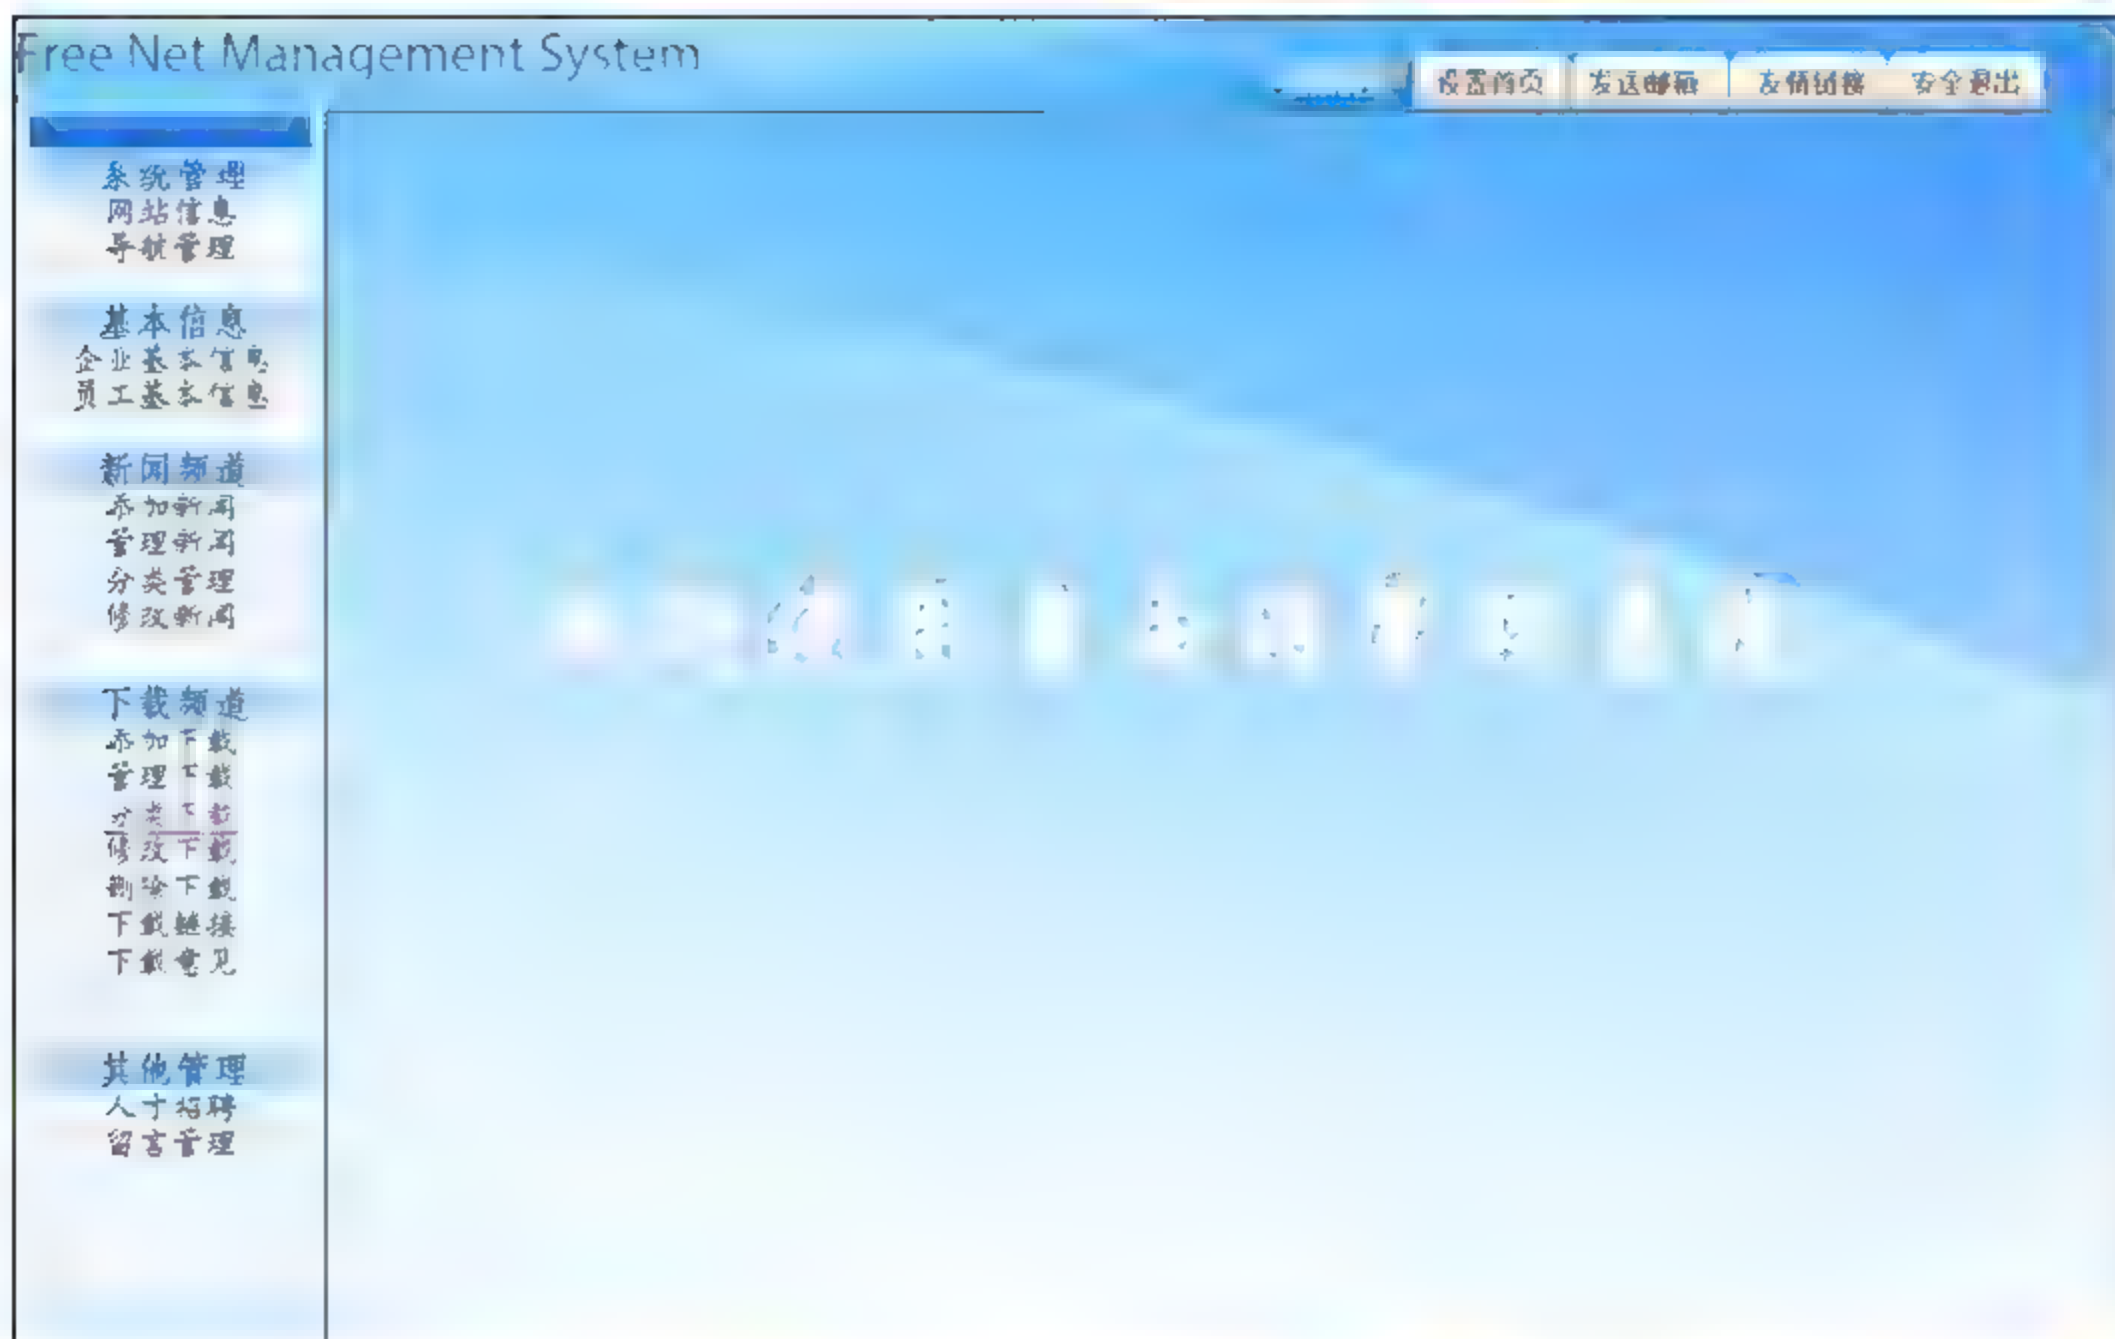 Free Net Management System
设置首页 发送邮箱 友情链接 安全退出
系统管理
网站信息
导航管理
基本信息
企业基本信息
员工基本信息
新闻频道
添加新闻
管理新闻
分类管理
修改新闻
下载频道
添加下载
管理下载
分类下载
修改下载
删除下载
下载链接
下载意见
其他管理
人才招聘
留言管理